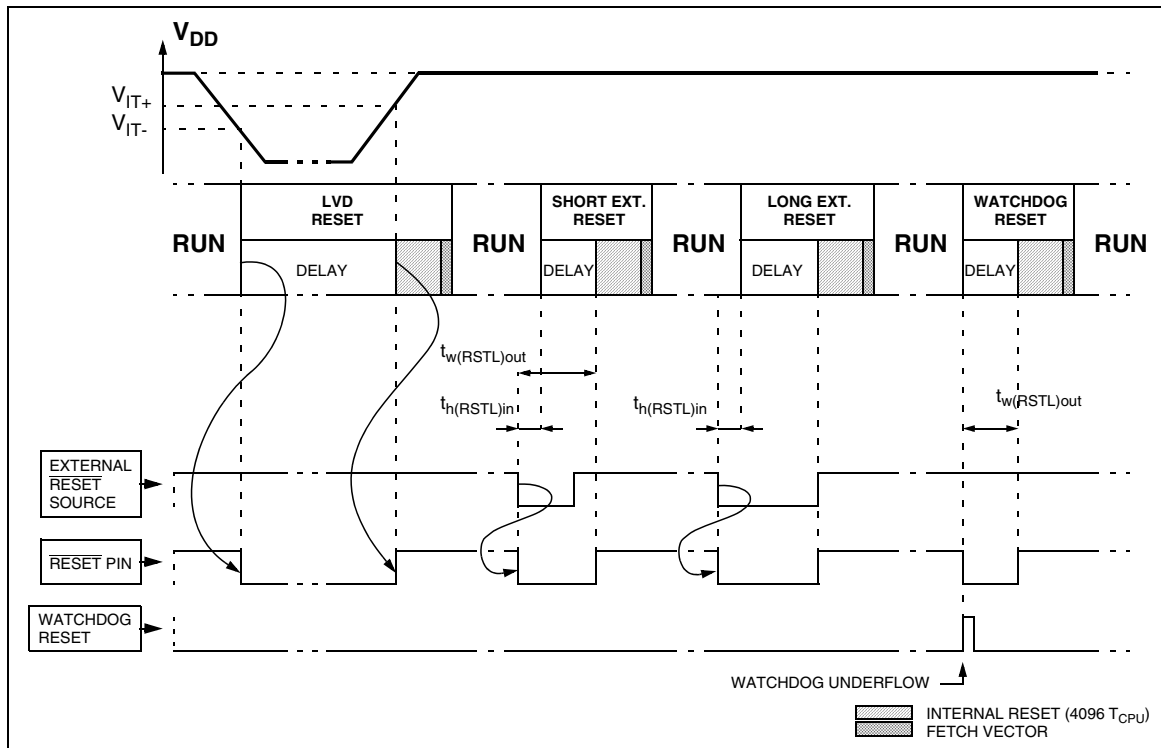 VDD
VIT+
VIT-
LVD
RESET
SHORT EXT.
RESET
LONG EXT.
RESET
WATCHDOG
RESET
RUN
RUN
RUN
RUN
RUN
DELAY
DELAY
DELAY
DELAY
tw(RSTL)out
th(RSTL)in
th(RSTL)in
tw(RSTL)out
EXTERNAL
RESET
SOURCE
RESET PIN
WATCHDOG
RESET
WATCHDOG UNDERFLOW
INTERNAL RESET (4096 TCPU)
FETCH VECTOR